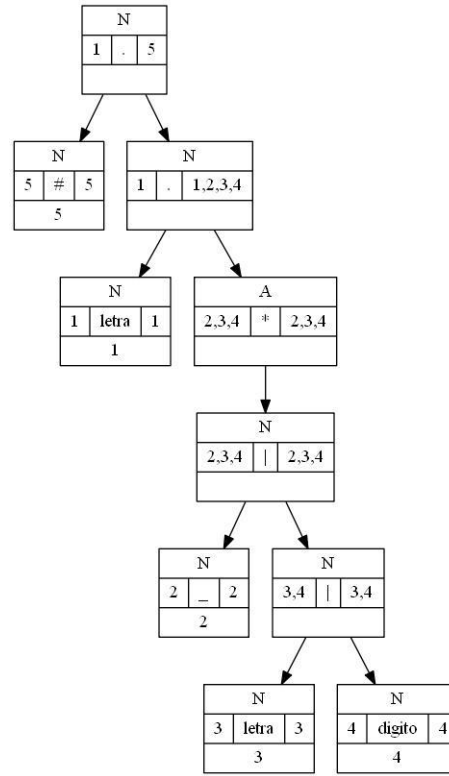 N
1 . 5
N
5 # 5
5
N
1 . 1,2,3,4
N
1 letra 1
1
A
2,3,4 * 2,3,4
N
2,3,4 | 2,3,4
N
2 _ 2
2
N
3,4 | 3,4
N
3 letra 3
3
N
4 digito 4
4